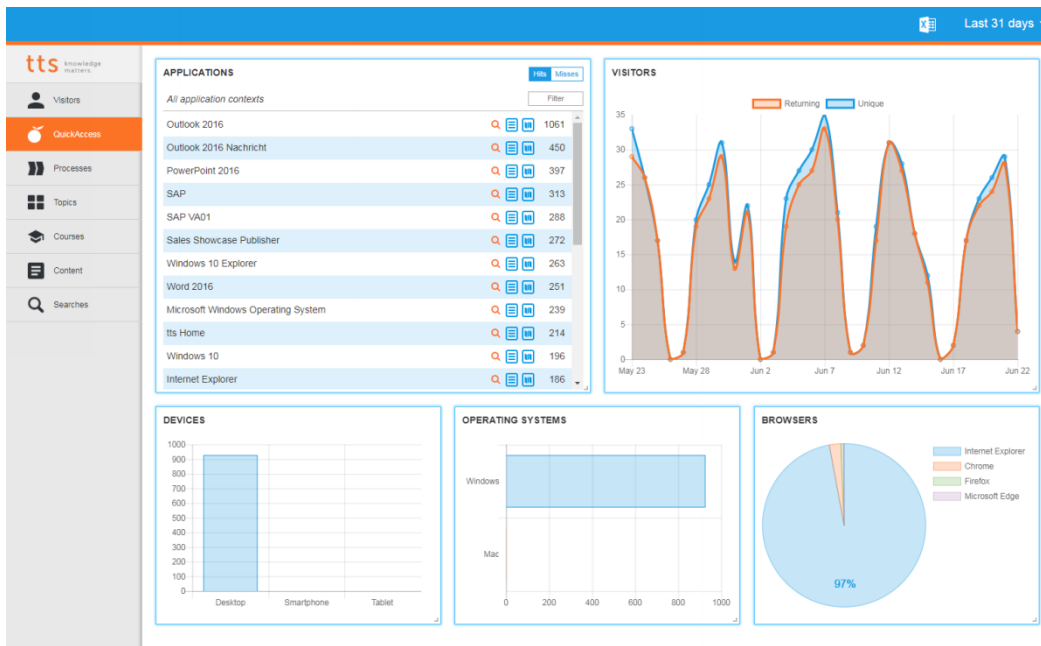 Last 31 days
tts knowledge matters.
Visitors
QuickAccess
Processes
Topics
Courses
Content
Searches
APPLICATIONS
Hits Misses
All application contexts Filter
Outlook 2016 1061
Outlook 2016 Nachricht 450
PowerPoint 2016 397
SAP 313
SAP VA01 288
Sales Showcase Publisher 272
Windows 10 Explorer 263
Word 2016 251
Microsoft Windows Operating System 239
tts Home 214
Windows 10 196
Internet Explorer 186
VISITORS
Returning Unique
35
30
25
20
15
10
5
0
May 23 May 28 Jun 2 Jun 7 Jun 12 Jun 17 Jun 22
DEVICES
1000
900
800
700
600
500
400
300
200
100
0
Desktop Smartphone Tablet
OPERATING SYSTEMS
Windows
Mac
0 200 400 600 800 1000
BROWSERS
Internet Explorer
Chrome
Firefox
Microsoft Edge
97%